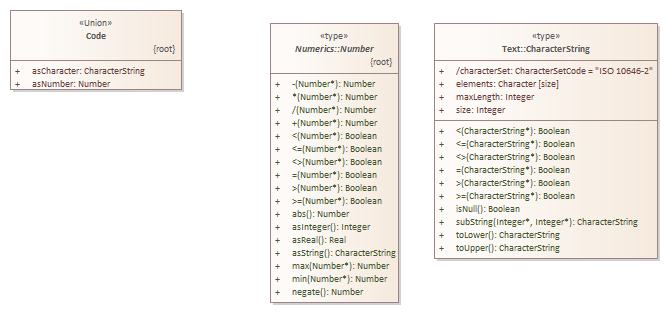 «Union»
Code
{root}
+ asCharacter: CharacterString
+ asNumber: Number
«type»
Numerics::Number
{root}
+ -(Number*): Number
+ *(Number*): Number
+ /(Number*): Number
+ +(Number*): Number
+ <(Number*): Boolean
+ <=(Number*): Boolean
+ <>(Number*): Boolean
+ =(Number*): Boolean
+ >(Number*): Boolean
+ >=(Number*): Boolean
+ abs(): Number
+ asInteger(): Integer
+ asReal(): Real
+ asString(): CharacterString
+ max(Number*): Number
+ min(Number*): Number
+ negate(): Number
«type»
Text::CharacterString
+ /characterSet: CharacterSetCode = "ISO 10646-2"
+ elements: Character [size]
+ maxLength: Integer
+ size: Integer
+ <(CharacterString*): Boolean
+ <=(CharacterString*): Boolean
+ <>(CharacterString*): Boolean
+ =(CharacterString*): Boolean
+ >(CharacterString*): Boolean
+ >=(CharacterString*): Boolean
+ isNull(): Boolean
+ subString(Integer*, Integer*): CharacterString
+ toLower(): CharacterString
+ toUpper(): CharacterString